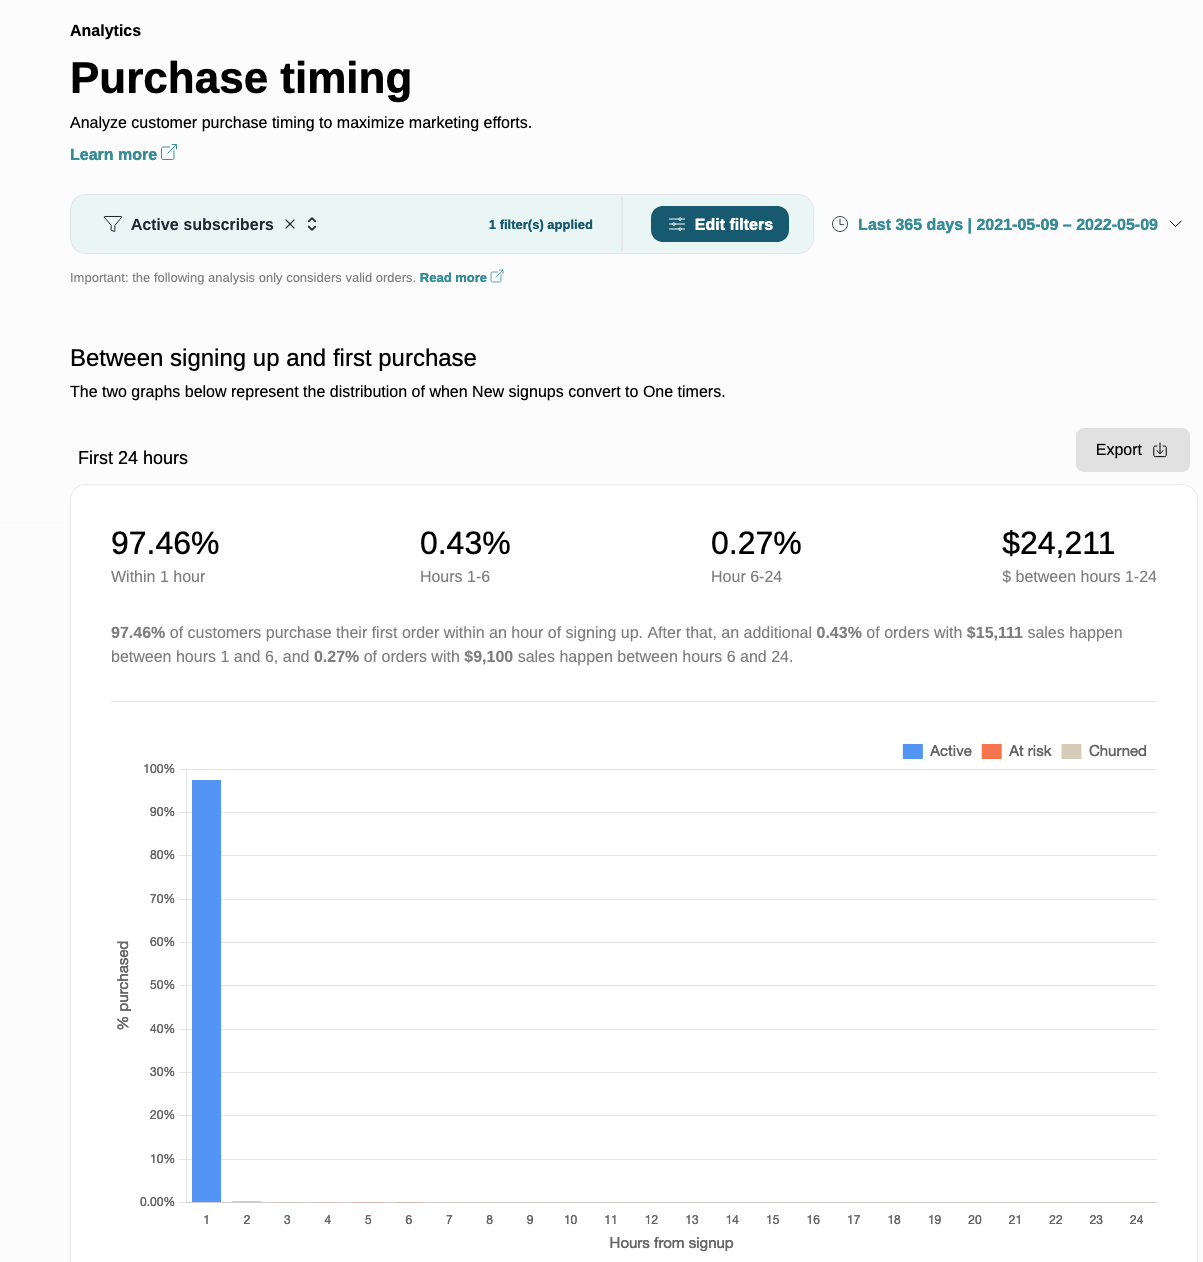 Analytics
Purchase timing
Analyze customer purchase timing to maximize marketing efforts.
Learn more
Active subscribers
1 filter(s) applied
Edit filters
Last 365 days | 2021-05-09 – 2022-05-09
Important: the following analysis only considers valid orders. Read more
Between signing up and first purchase
The two graphs below represent the distribution of when New signups convert to One timers.
First 24 hours
Export
97.46%
Within 1 hour
0.43%
Hours 1-6
0.27%
Hour 6-24
$24,211
$ between hours 1-24
97.46% of customers purchase their first order within an hour of signing up. After that, an additional 0.43% of orders with $15,111 sales happen
between hours 1 and 6, and 0.27% of orders with $9,100 sales happen between hours 6 and 24.
Active At risk Churned
% purchased
100%
90%
80%
70%
60%
50%
40%
30%
20%
10%
0.00%
1 2 3 4 5 6 7 8 9 10 11 12 13 14 15 16 17 18 19 20 21 22 23 24
Hours from signup